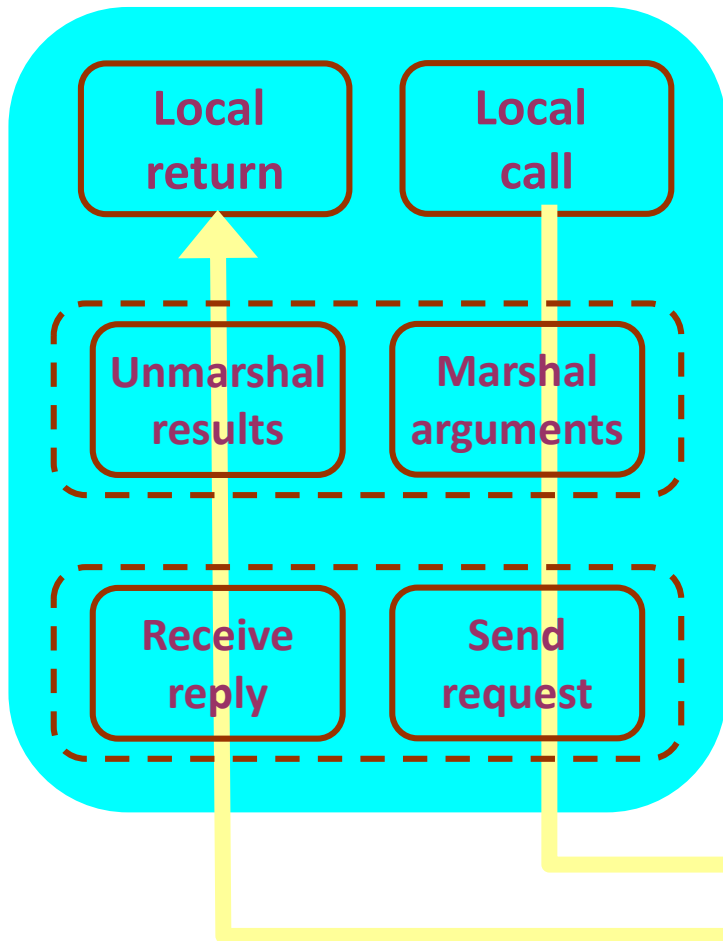 Local
return
Local
call
Unmarshal
results
Marshal
arguments
Receive
reply
Send
request